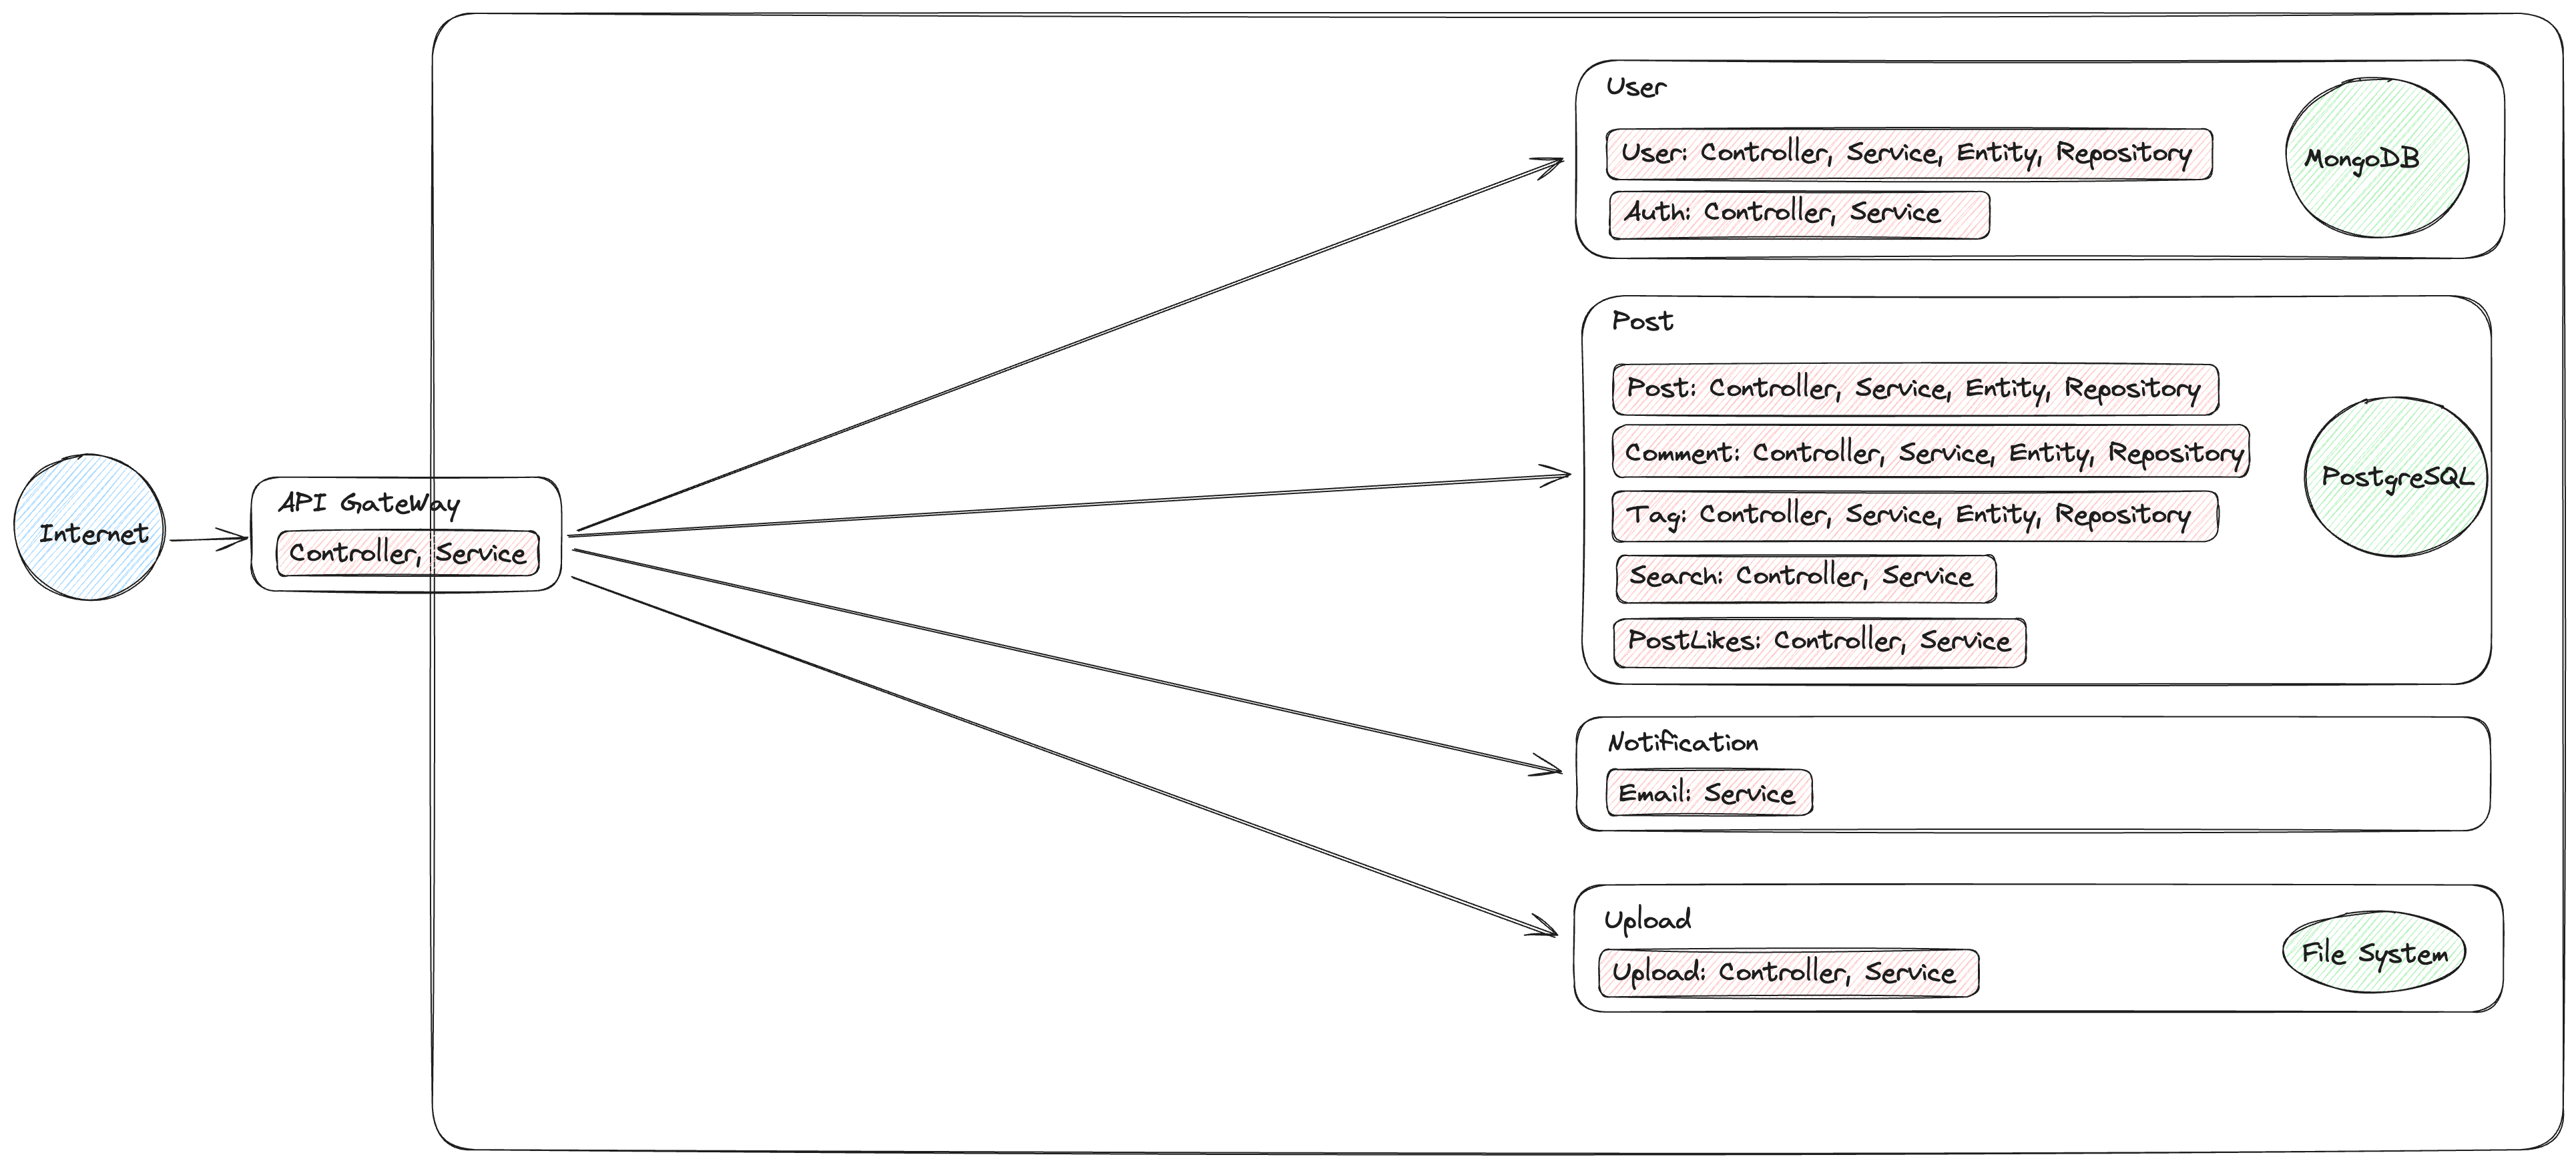 Internet
API GateWay
Controller, Service
User
User: Controller, Service, Entity, Repository
Auth: Controller, Service
MongoDB
Post
Post: Controller, Service, Entity, Repository
Comment: Controller, Service, Entity, Repository
Tag: Controller, Service, Entity, Repository
Search: Controller, Service
PostLikes: Controller, Service
PostgreSQL
Notification
Email: Service
Upload
Upload: Controller, Service
File System